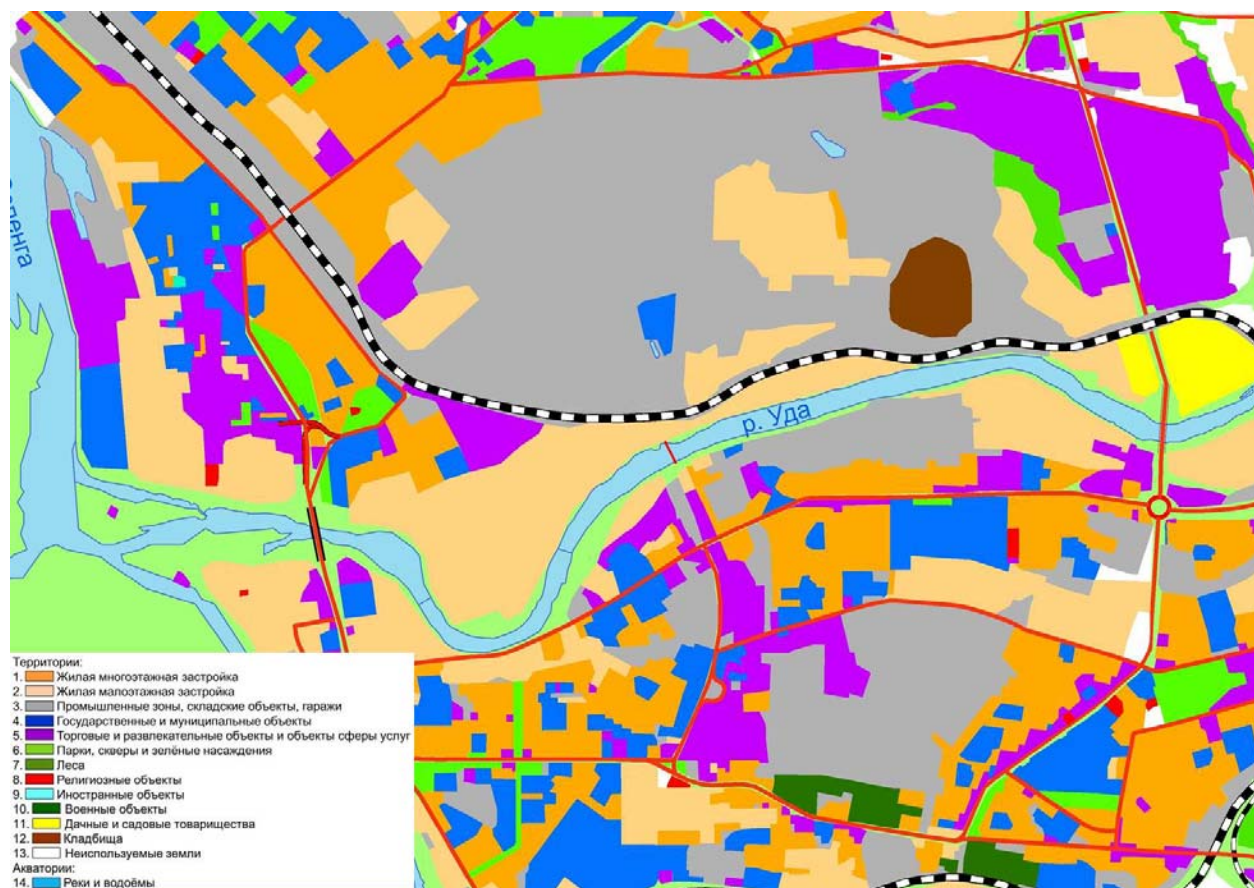 р. Уда
Территории:
1. Жилая многоэтажная застройка
2. Жилая малоэтажная застройка
3. Промышленные зоны, складские объекты, гаражи
4. Государственные и муниципальные объекты
5. Торговые и развлекательные объекты и объекты сферы услуг
6. Парки, скверы и зелёные насаждения
7. Леса
8. Религиозные объекты
9. Иностранные объекты
10. Военные объекты
11. Дачные и садовые товарищества
12. Кладбища
13. Неиспользуемые земли
Акватории:
14. Реки и водоёмы